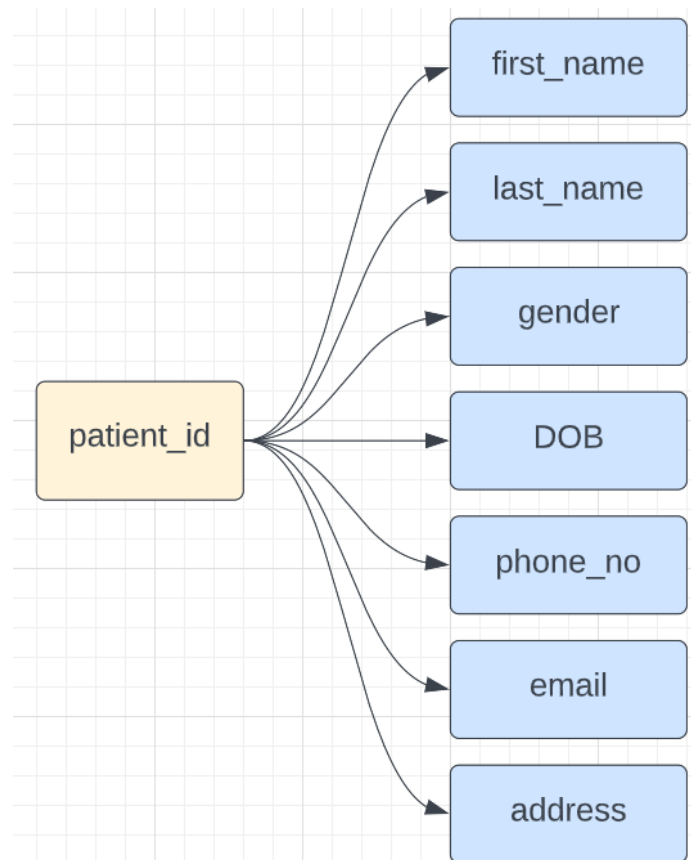 first_name
last_name
gender
patient_id
DOB
phone_no
email
address